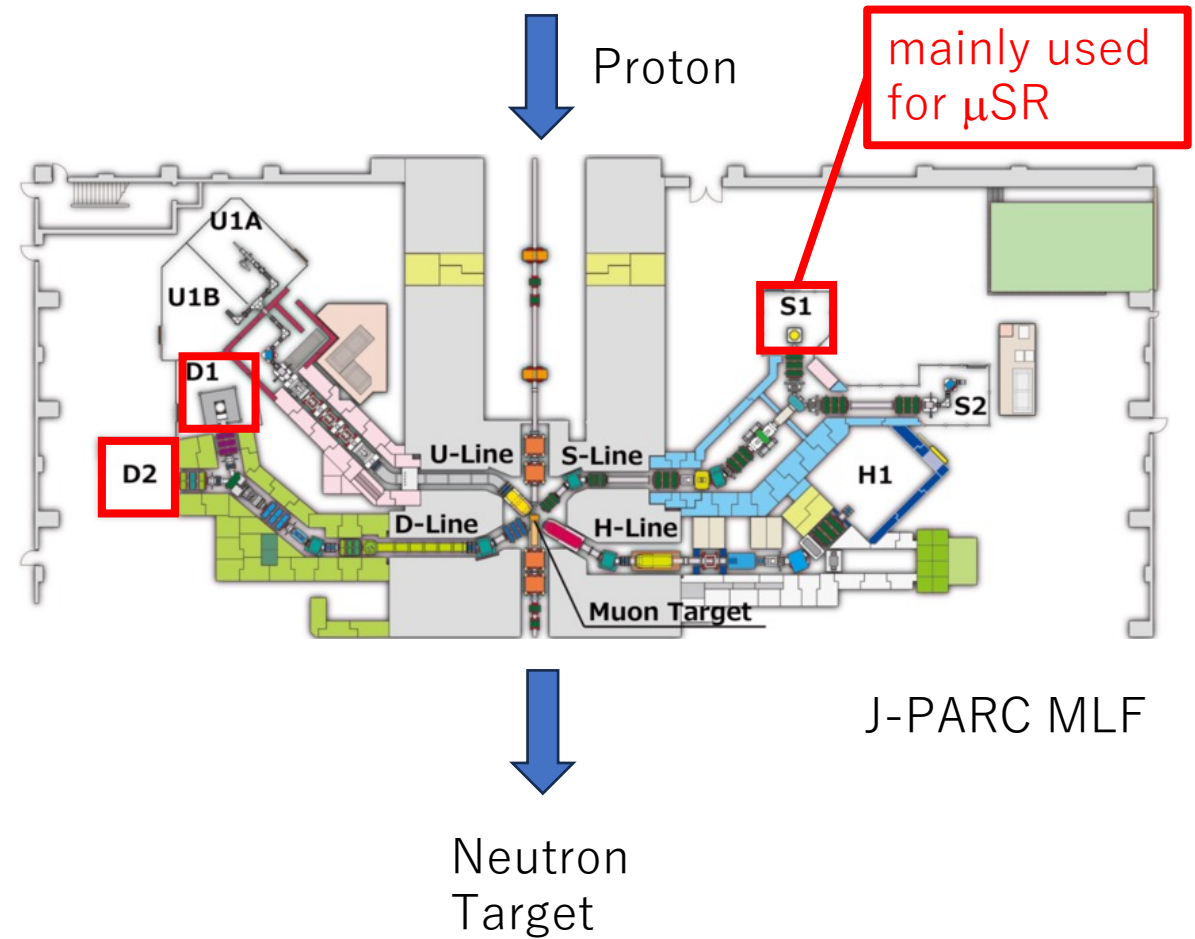 Proton
mainly used
for μSR
U1A
U1B
S1
D1
S2
D2
U-Line
S-Line
H1
D-Line
H-Line
Muon Target
J-PARC MLF
Neutron
Target